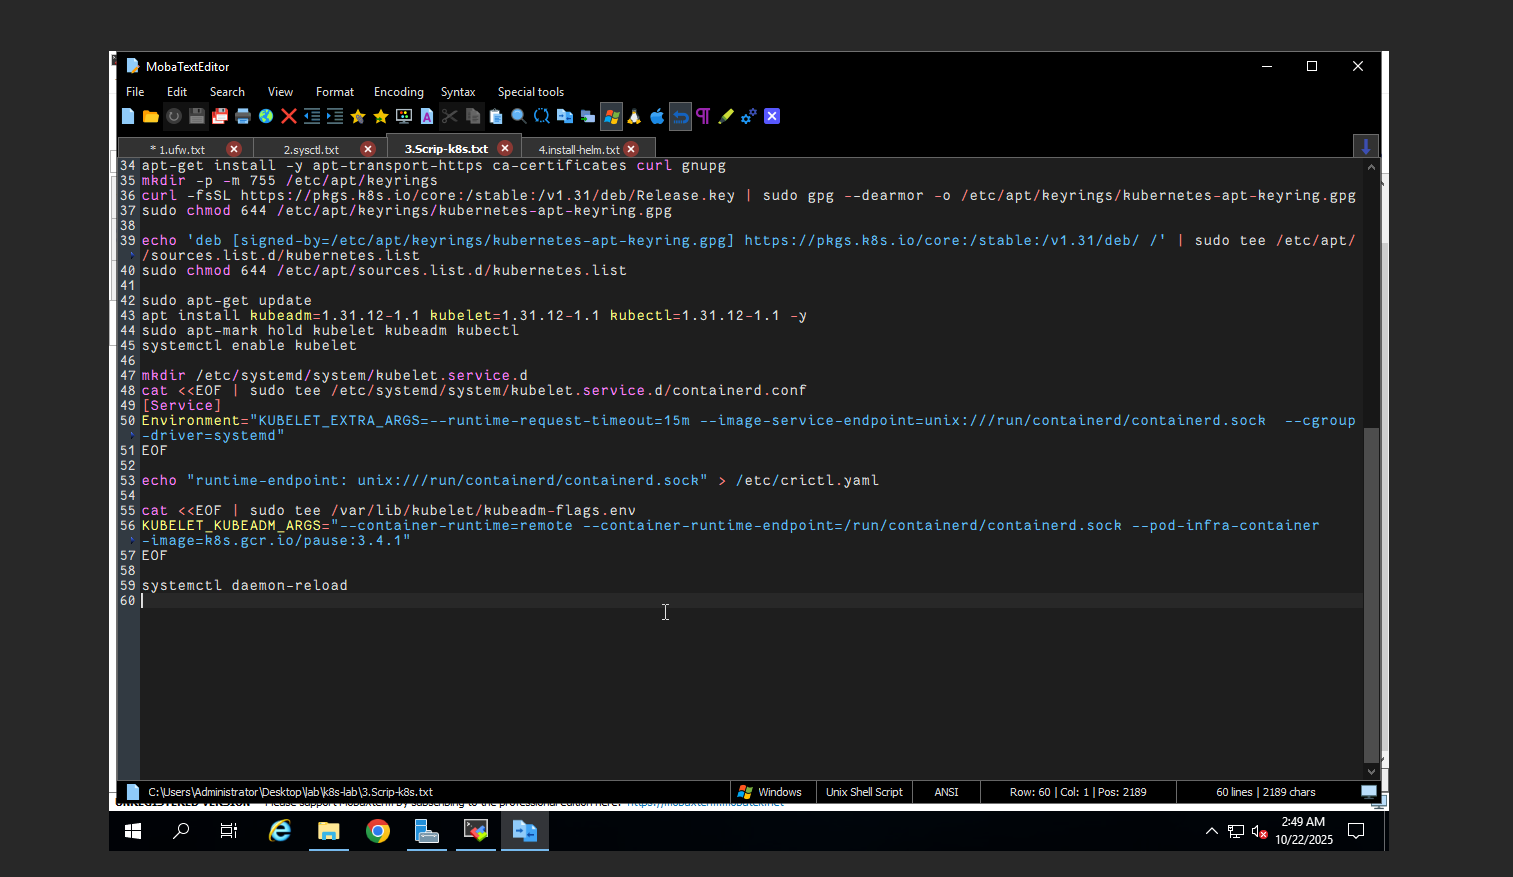 MobaTextEditor
File Edit Search View Format Encoding Syntax Special tools
* 1.ufw.txt 2.sysctl.txt 3.Scrip-k8s.txt 4.install-helm.txt
34 apt-get install -y apt-transport-https ca-certificates curl gnupg
35 mkdir -p -m 755 /etc/apt/keyrings
36 curl -fsSL https://pkgs.k8s.io/core:/stable:/v1.31/deb/Release.key | sudo gpg --dearmor -o /etc/apt/keyrings/kubernetes-apt-keyring.gpg
37 sudo chmod 644 /etc/apt/keyrings/kubernetes-apt-keyring.gpg
38
39 echo 'deb [signed-by=/etc/apt/keyrings/kubernetes-apt-keyring.gpg] https://pkgs.k8s.io/core:/stable:/v1.31/deb/ /' | sudo tee /etc/apt/
/sources.list.d/kubernetes.list
40 sudo chmod 644 /etc/apt/sources.list.d/kubernetes.list
41
42 sudo apt-get update
43 apt install kubeadm=1.31.12-1.1 kubelet=1.31.12-1.1 kubectl=1.31.12-1.1 -y
44 sudo apt-mark hold kubelet kubeadm kubectl
45 systemctl enable kubelet
46
47 mkdir /etc/systemd/system/kubelet.service.d
48 cat <<EOF | sudo tee /etc/systemd/system/kubelet.service.d/containerd.conf
49 [Service]
50 Environment="KUBELET_EXTRA_ARGS=--runtime-request-timeout=15m --image-service-endpoint=unix:///run/containerd/containerd.sock  --cgroup
-driver=systemd"
51 EOF
52
53 echo "runtime-endpoint: unix:///run/containerd/containerd.sock" > /etc/crictl.yaml
54
55 cat <<EOF | sudo tee /var/lib/kubelet/kubeadm-flags.env
56 KUBELET_KUBEADM_ARGS="--container-runtime=remote --container-runtime-endpoint=/run/containerd/containerd.sock --pod-infra-container
-image=k8s.gcr.io/pause:3.4.1"
57 EOF
58
59 systemctl daemon-reload
60
C:\Users\Administrator\Desktop\lab\k8s-lab\3.Scrip-k8s.txt Windows Unix Shell Script ANSI Row: 60 | Col: 1 | Pos: 2189 60 lines | 2189 chars
2:49 AM
10/22/2025